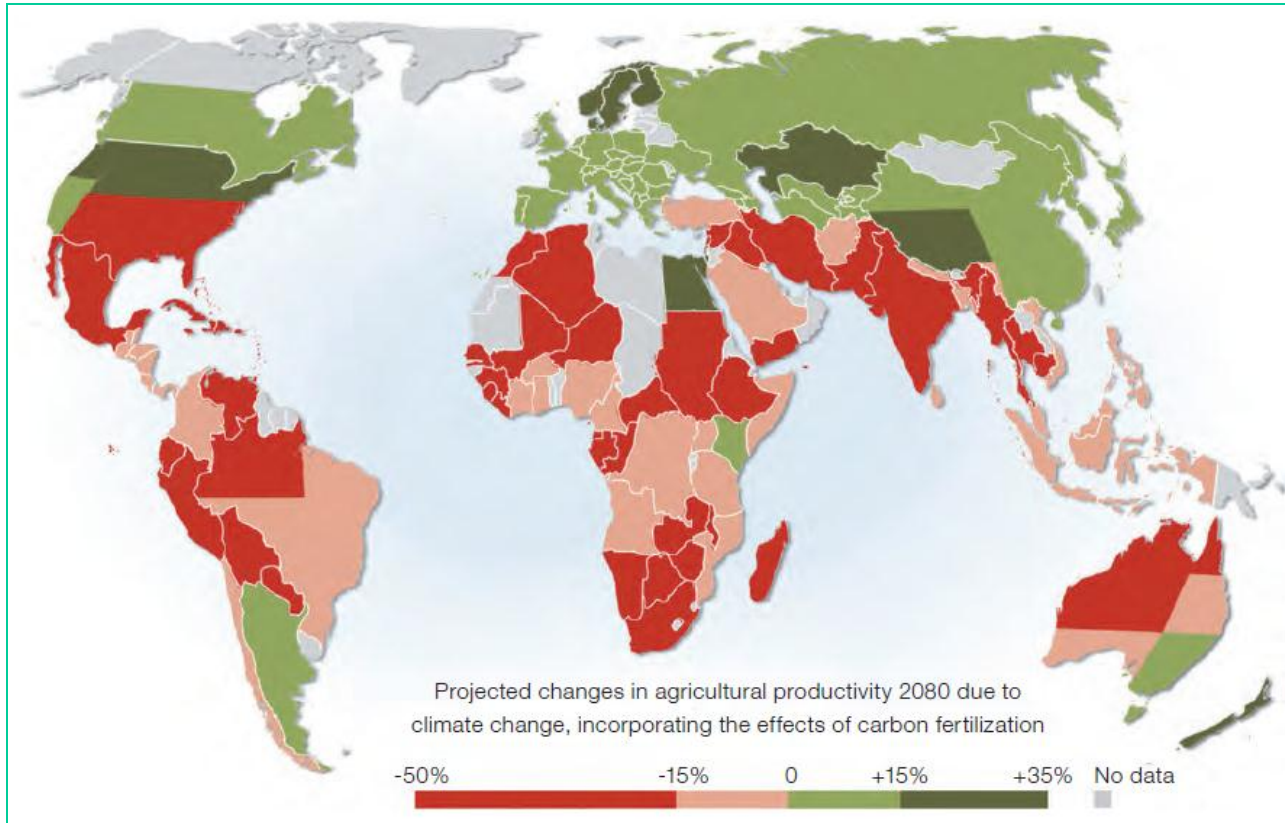 Projected changes in agricultural productivity 2080 due to
climate change, incorporating the effects of carbon fertilization
-50% -15% 0 +15% +35% No data